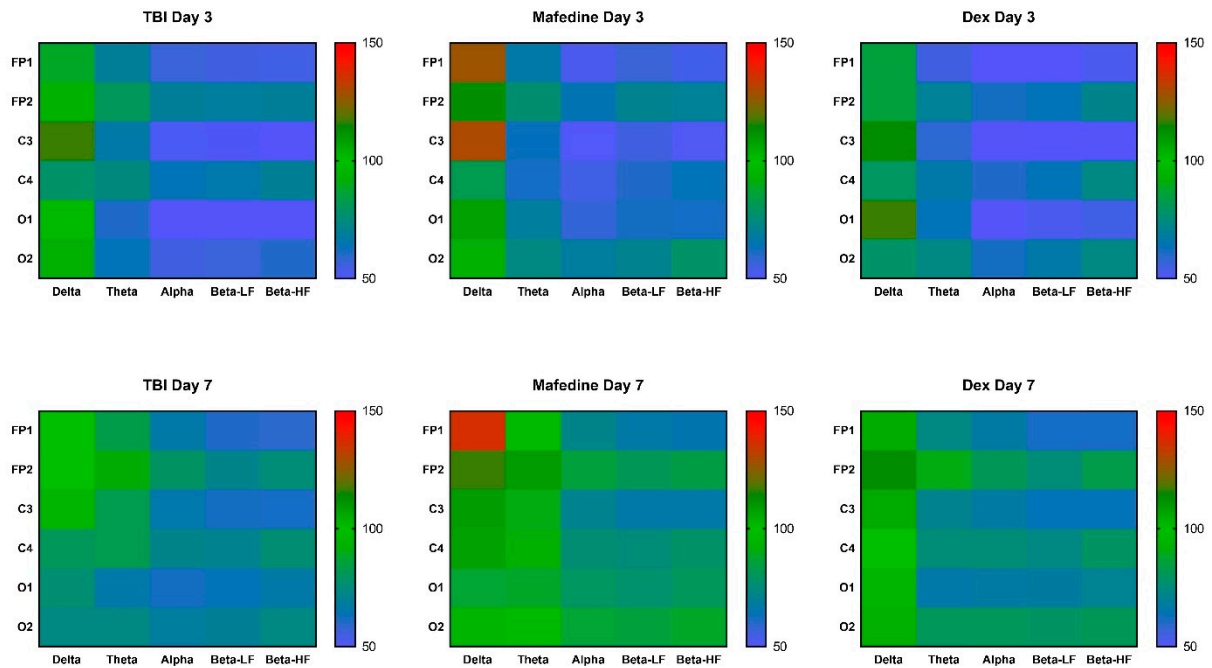 TBI Day 3
Mafedine Day 3
Dex Day 3
FP1
FP2
C3
C4
O1
O2
Delta Theta Alpha Beta-LF Beta-HF
150
100
50
FP1
FP2
C3
C4
O1
O2
Delta Theta Alpha Beta-LF Beta-HF
150
100
50
FP1
FP2
C3
C4
O1
O2
Delta Theta Alpha Beta-LF Beta-HF
150
100
50
TBI Day 7
Mafedine Day 7
Dex Day 7
FP1
FP2
C3
C4
O1
O2
Delta Theta Alpha Beta-LF Beta-HF
150
100
50
FP1
FP2
C3
C4
O1
O2
Delta Theta Alpha Beta-LF Beta-HF
150
100
50
FP1
FP2
C3
C4
O1
O2
Delta Theta Alpha Beta-LF Beta-HF
150
100
50